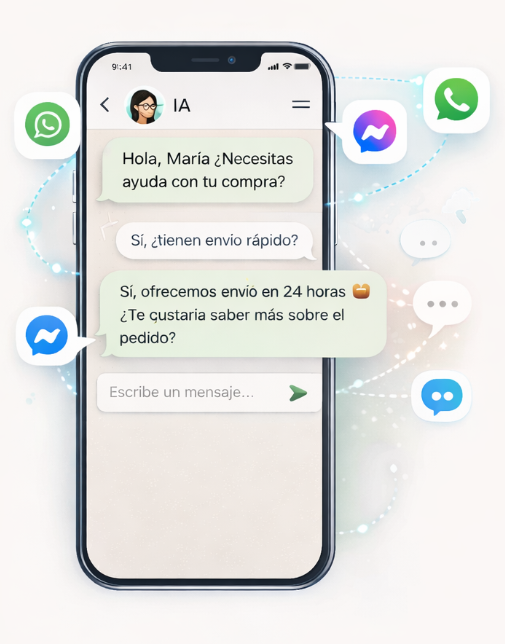 9:41
IA
Hola, María ¿Necesitas
ayuda con tu compra?
Sí, ¿tienen envio rápido?
Sí, ofrecemos envio en 24 horas
¿Te gustaria saber más sobre el
pedido?
Escribe un mensaje...